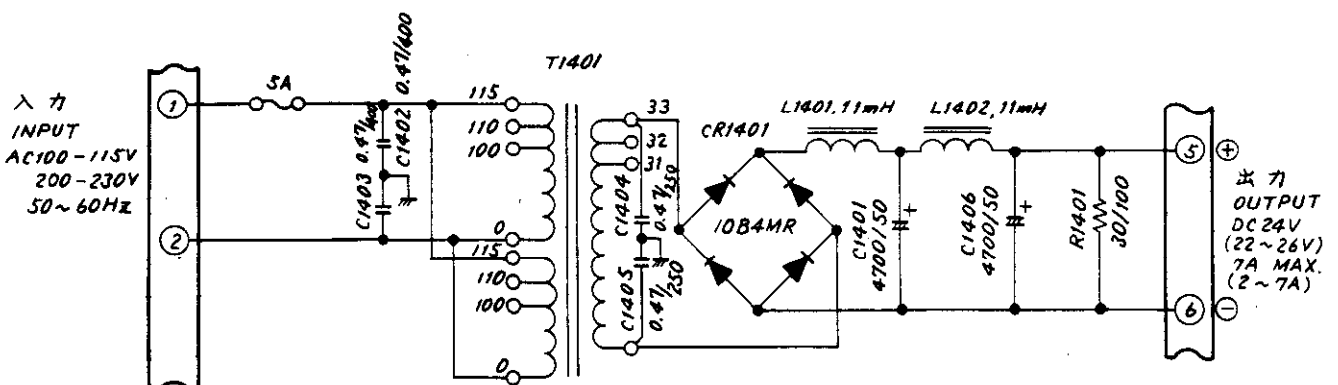 入力
INPUT
AC100-115V
200-230V
50~60Hz
1
2
5A
C1402 0.47/400
C1403 0.47/400
T1401
115
110
100
0
115
110
100
0
33
32
31
C1404 0.47/250
C1405 0.47/250
CR1401
10B4MR
L1401, 11mH
L1402, 11mH
C1401 4700/50
+
C1406 4700/50
+
R1401 30/100
5
+
6
-
出力
OUTPUT
DC24V
(22~26V)
7A MAX.
(2~7A)